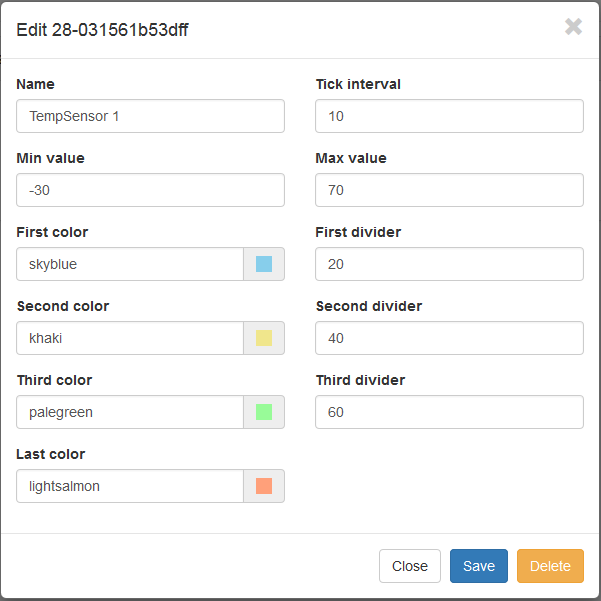 Edit 28-031561b53dff
Name
Tick interval
TempSensor 1
10
Min value
Max value
-30
70
First color
First divider
skyblue
20
Second color
Second divider
khaki
40
Third color
Third divider
palegreen
60
Last color
lightsalmon
Close
Save
Delete